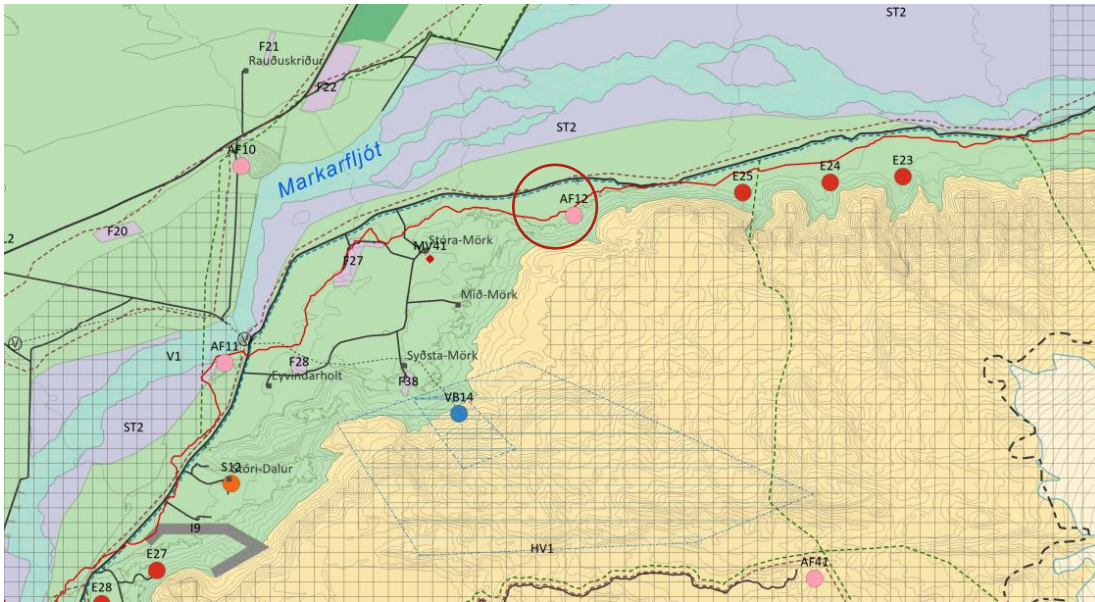 ST2
F21
Rauðuskriður
F22
ST2
AF10
Markarfljót
E25
E24
E23
AF12
F20
Stóra-Mörk
MV41
F27
Mið-Mörk
V
V
AF11
V1
F28
Syðsta-Mörk
Eyvindarholt
F38
VB14
ST2
S12
Stóri-Dalur
I9
HV1
E27
AF41
E28